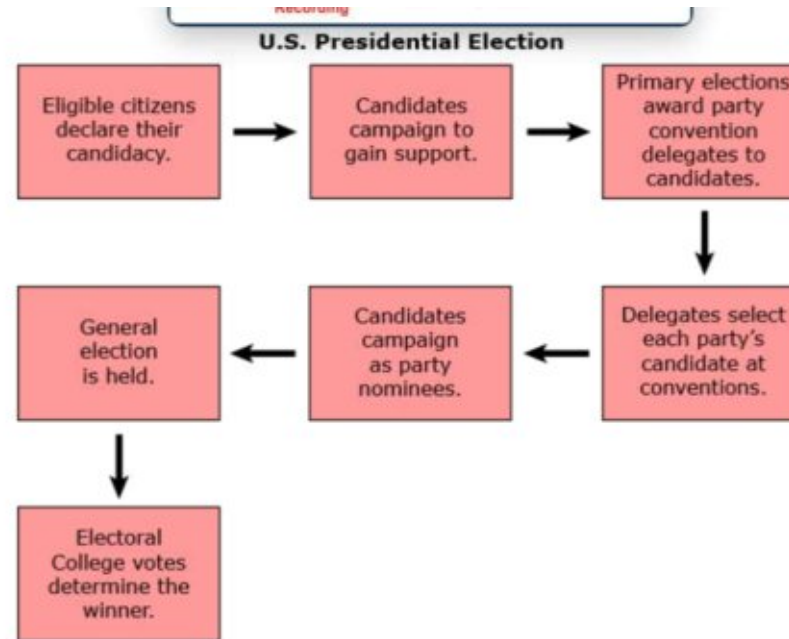 Recording
U.S. Presidential Election
Eligible citizens
declare their
candidacy.
Candidates
campaign to
gain support.
Primary elections
award party
convention
delegates to
candidates.
Delegates select
each party's
candidate at
conventions.
Candidates
campaign
as party
nominees.
General
election
is held.
Electoral
College votes
determine the
winner.